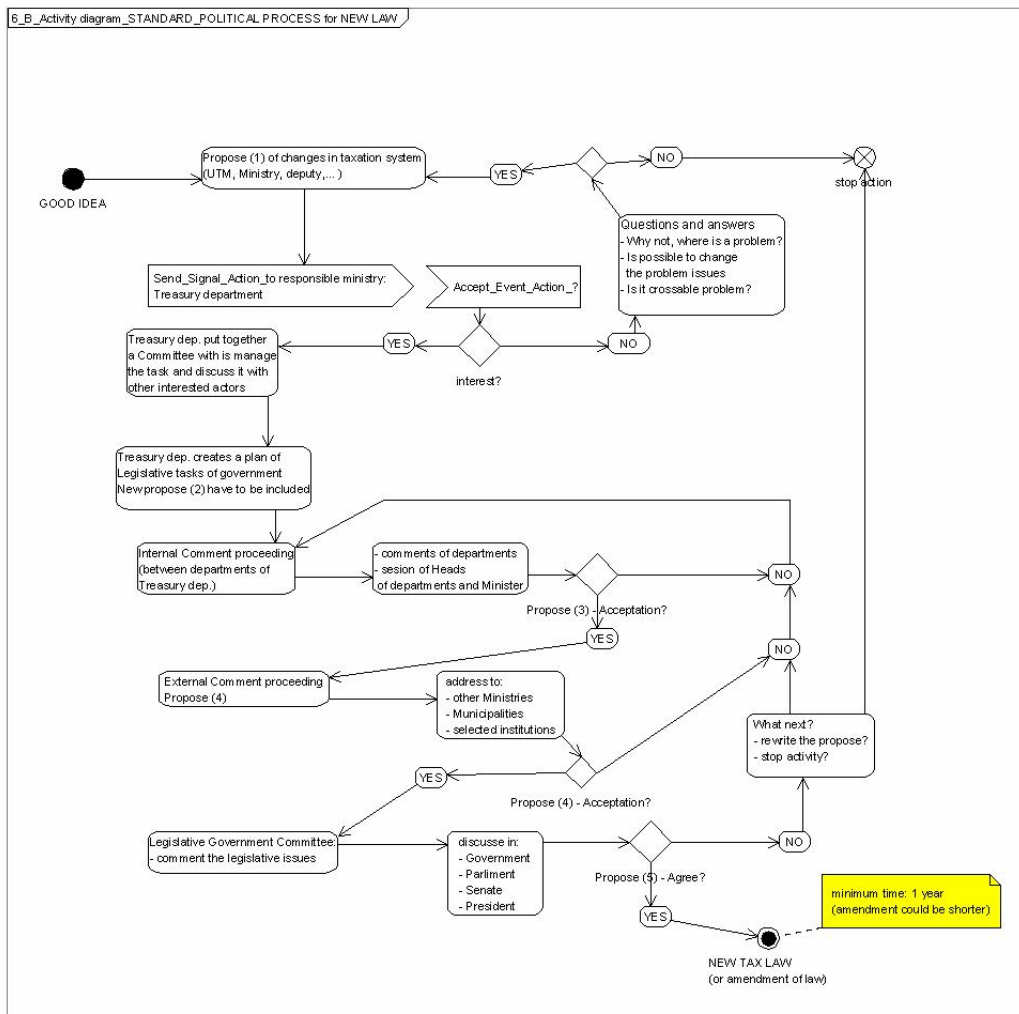 6_B_Activity diagram_STANDARD_POLITICAL PROCESS for NEW LAW
GOOD IDEA
Propose (1) of changes in taxation system
(UTM, Ministry, deputy,... )
YES
NO
stop action
Questions and answers
- Why not, where is a problem?
- Is possible to change
the problem issues
- Is it crossable problem?
Send_Signal_Action_to responsible ministry:
Treasury department
Accept_Event_Action_?
Treasury dep. put together
a Committee with is manage
the task and discuss it with
other interested actors
YES
NO
interest?
Treasury dep. creates a plan of
Legislative tasks of government
New propose (2) have to be included
Internal Comment proceeding
(between departments of
Treasury dep.)
- comments of departments
- sesion of Heads
of departments and Minister
NO
Propose (3) - Acceptation?
YES
NO
External Comment proceeding
Propose (4)
address to:
- other Ministries
- Municipalities
- selected institutions
What next?
- rewrite the propose?
- stop activity?
YES
Propose (4) - Acceptation?
Legislative Government Committee:
- comment the legislative issues
discusse in:
- Government
- Parliment
- Senate
- President
NO
Propose (5) - Agree?
YES
minimum time: 1 year
(amendment could be shorter)
NEW TAX LAW
(or amendment of law)